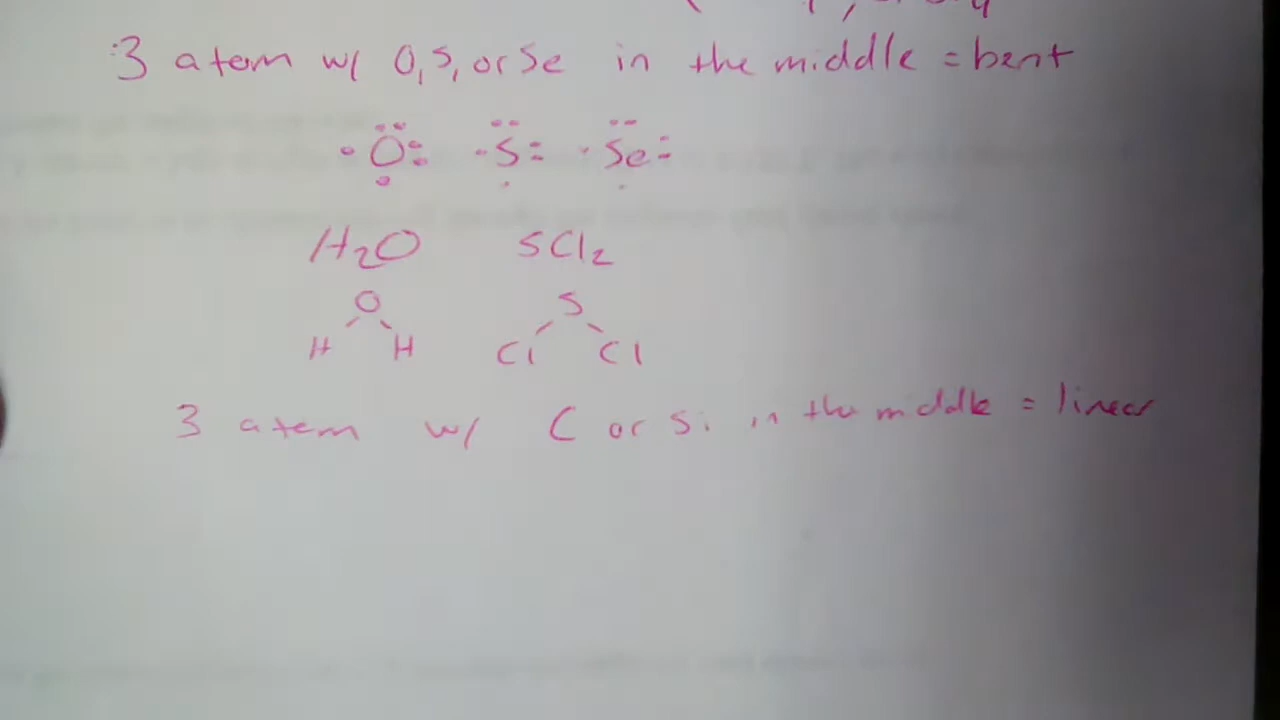 3 atom w/ O, S, or Se in the middle = bent
O S Se
H2O SCl2
O S
H H Cl Cl
3 atom w/ C or Si in the middle = linear